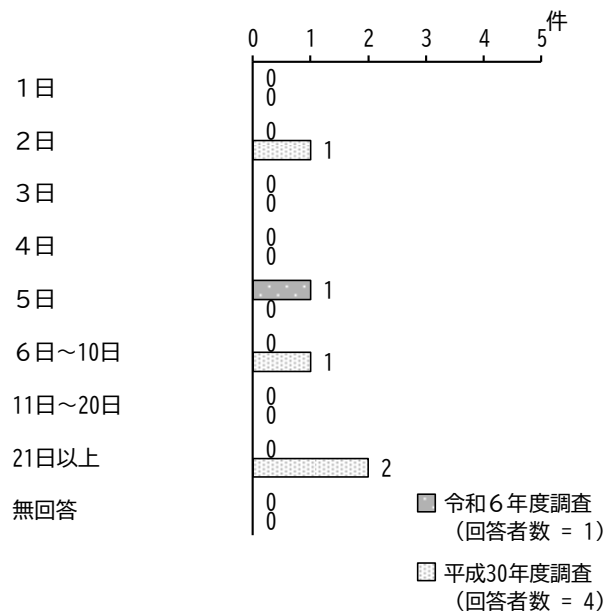 件
0 1 2 3 4 5
１日 0
0
２日 0
1
３日 0
0
４日 0
0
５日 1
0
６日～10日 0
1
11日～20日 0
0
21日以上 0
2
無回答 0
0
令和６年度調査
（回答者数 = 1）
平成30年度調査
（回答者数 = 4）